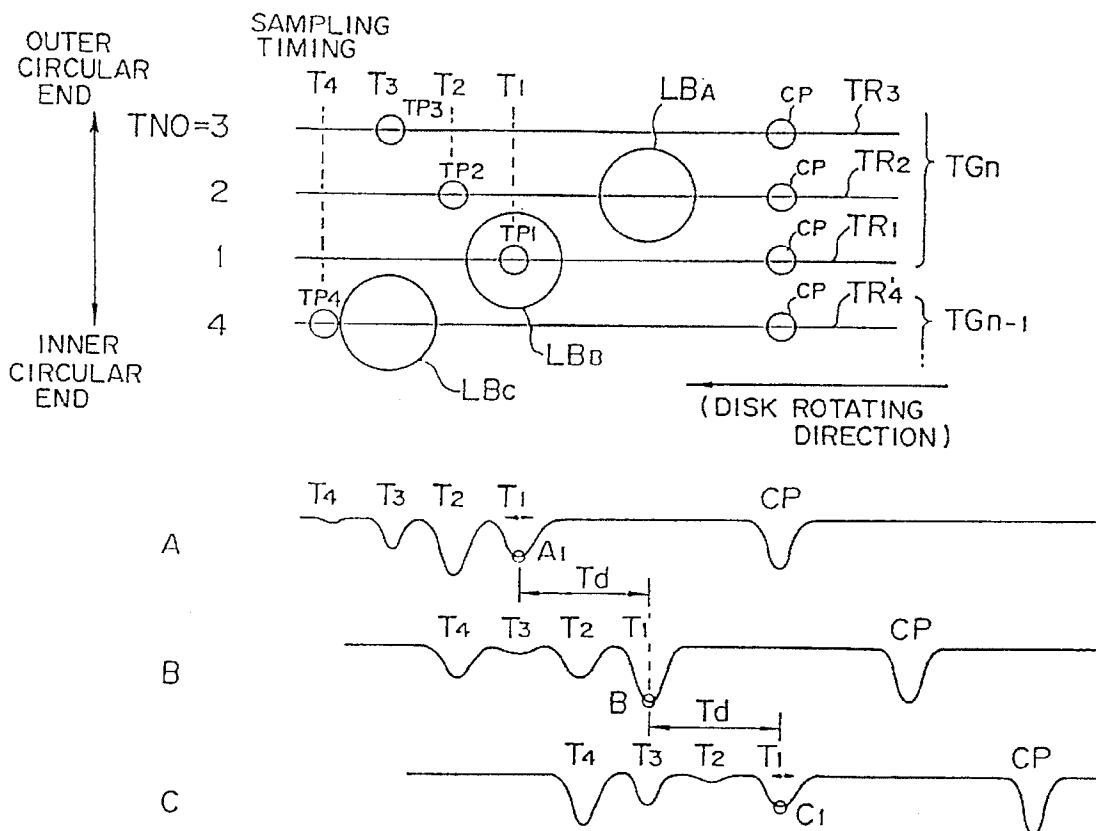 OUTER
CIRCULAR
END
SAMPLING
TIMING
T4 T3 T2 T1 LBA CP TR3
TNO=3 TP3
TGn
2 TP2 CP TR2
1 TP1 CP TR1
4 TP4 CP TR'4
TGn-1
INNER
CIRCULAR
END
LBC LBB
(DISK ROTATING
DIRECTION)
T4 T3 T2 T1 CP
A A1
Td
T4 T3 T2 T1 CP
B B
Td
T4 T3 T2 T1 CP
C C1